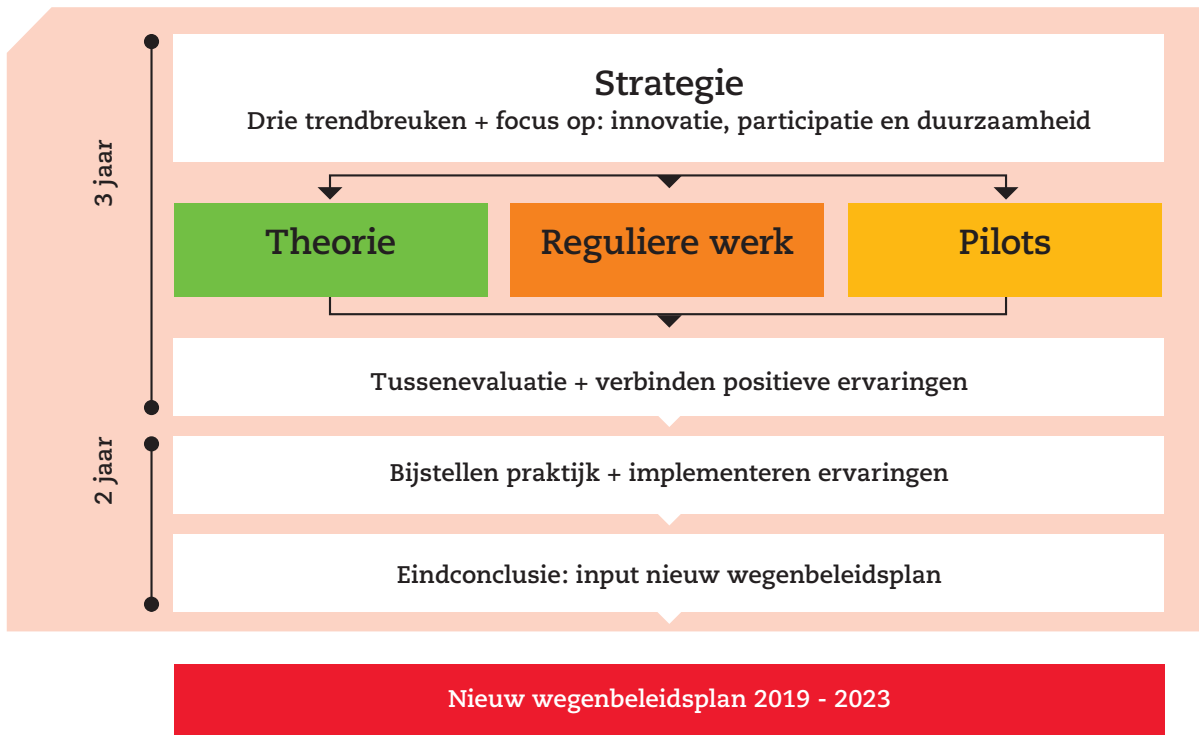 3 jaar
Strategie
Drie trendbreuken + focus op: innovatie, participatie en duurzaamheid
Theorie
Reguliere werk
Pilots
Tussenevaluatie + verbinden positieve ervaringen
2 jaar
Bijstellen praktijk + implementeren ervaringen
Eindconclusie: input nieuw wegenbeleidsplan
Nieuw wegenbeleidsplan 2019 - 2023